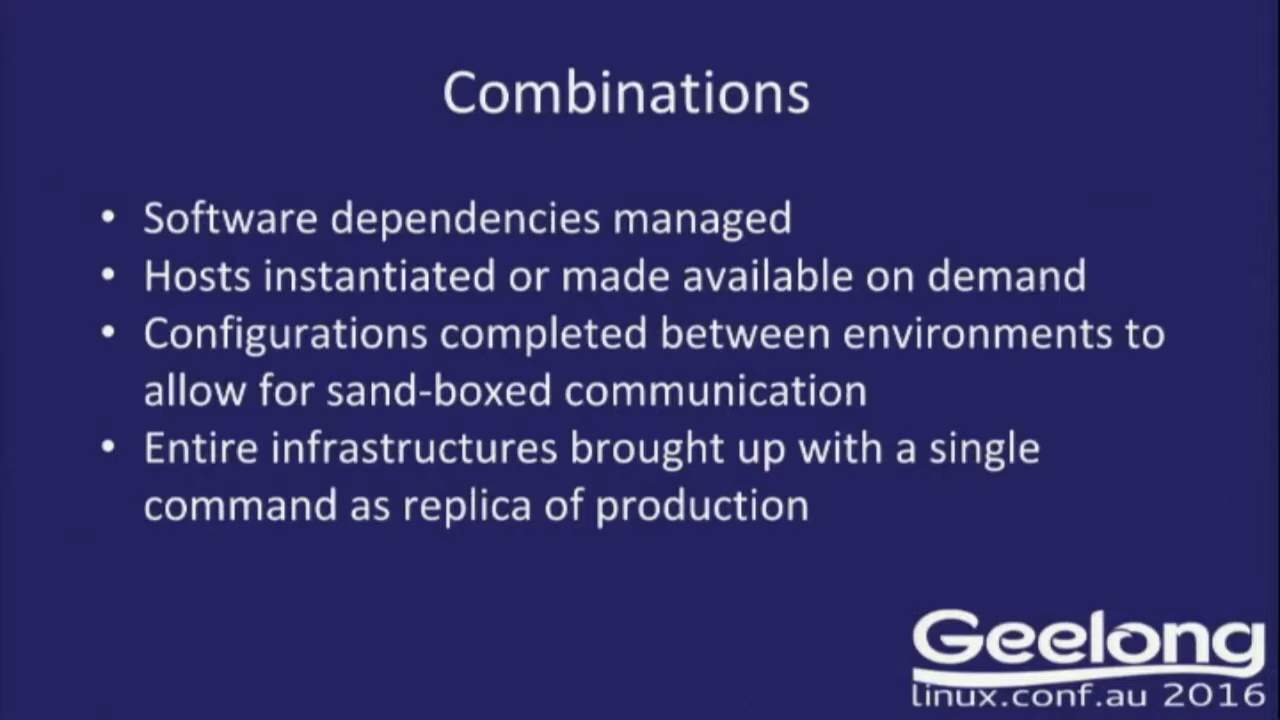 Combinations
• Software dependencies managed
• Hosts instantiated or made available on demand
• Configurations completed between environments to
allow for sand-boxed communication
• Entire infrastructures brought up with a single
command as replica of production
Geelong
linux.conf.au 2016